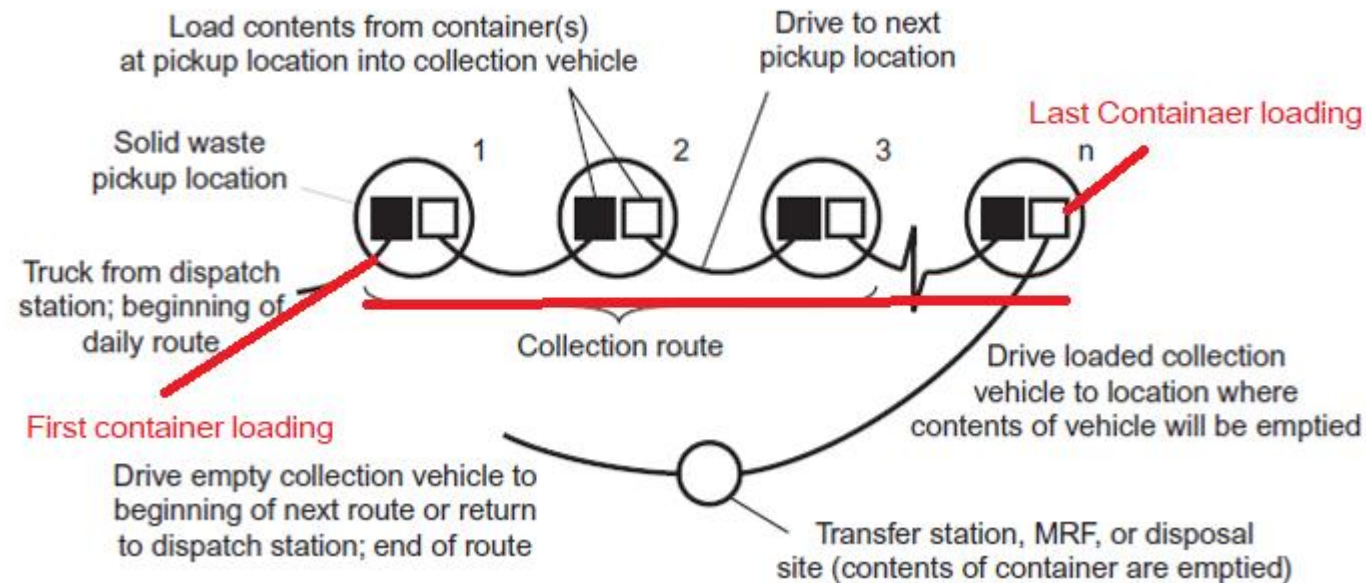 Load contents from container(s)
at pickup location into collection vehicle
Drive to next
pickup location
Last Containaer loading
Solid waste
pickup location
1
2
3
n
Truck from dispatch
station; beginning of
daily route
Collection route
First container loading
Drive loaded collection
vehicle to location where
contents of vehicle will be emptied
Drive empty collection vehicle to
beginning of next route or return
to dispatch station; end of route
Transfer station, MRF, or disposal
site (contents of container are emptied)